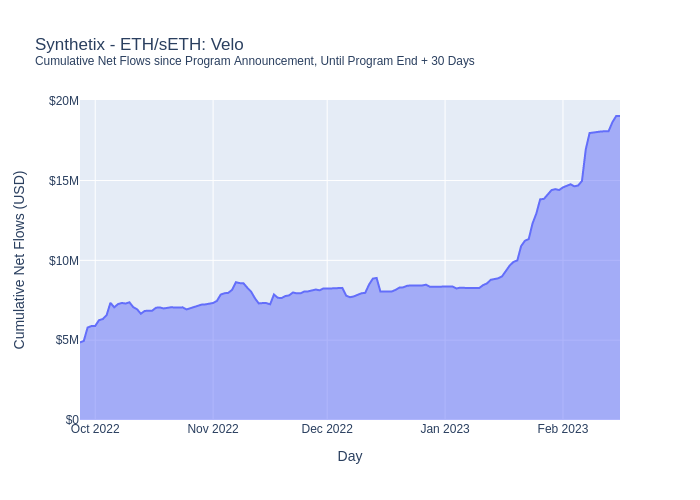 Synthetix - ETH/sETH: Velo
Cumulative Net Flows since Program Announcement, Until Program End + 30 Days
$20M
$15M
$10M
$5M
$0
Cumulative Net Flows (USD)
Oct 2022
Nov 2022
Dec 2022
Jan 2023
Feb 2023
Day